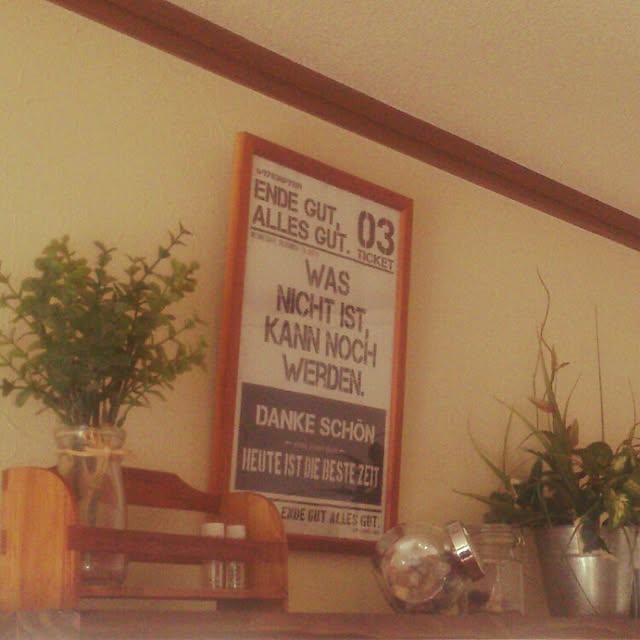 ENDE GUT,
ALLES GUT.
03
TICKET
WAS
NICHT IST,
KANN NOCH
WERDEN.
DANKE SCHÖN
HEUTE IST DIE BESTE ZEIT
ENDE GUT ALLES GUT.